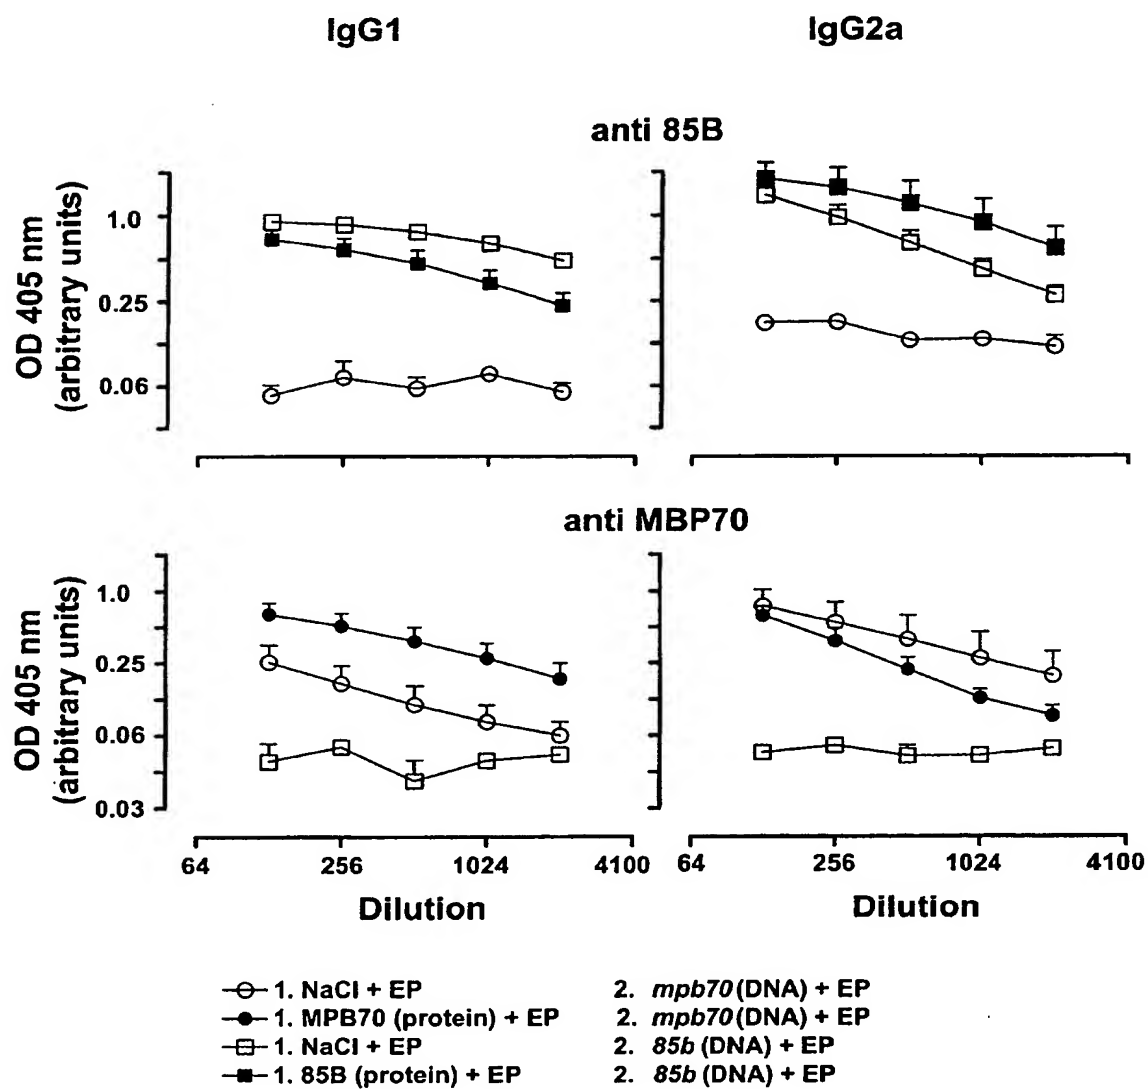 IgG1 IgG2a
anti 85B
OD 405 nm
(arbitrary units)
1.0
0.25
0.06
anti MBP70
OD 405 nm
(arbitrary units)
1.0
0.25
0.06
0.03
64 256 1024 4100 64 256 1024 4100
Dilution Dilution
1. NaCl + EP 2. mpb70 (DNA) + EP
1. MPB70 (protein) + EP 2. mpb70 (DNA) + EP
1. NaCl + EP 2. 85b (DNA) + EP
1. 85B (protein) + EP 2. 85b (DNA) + EP